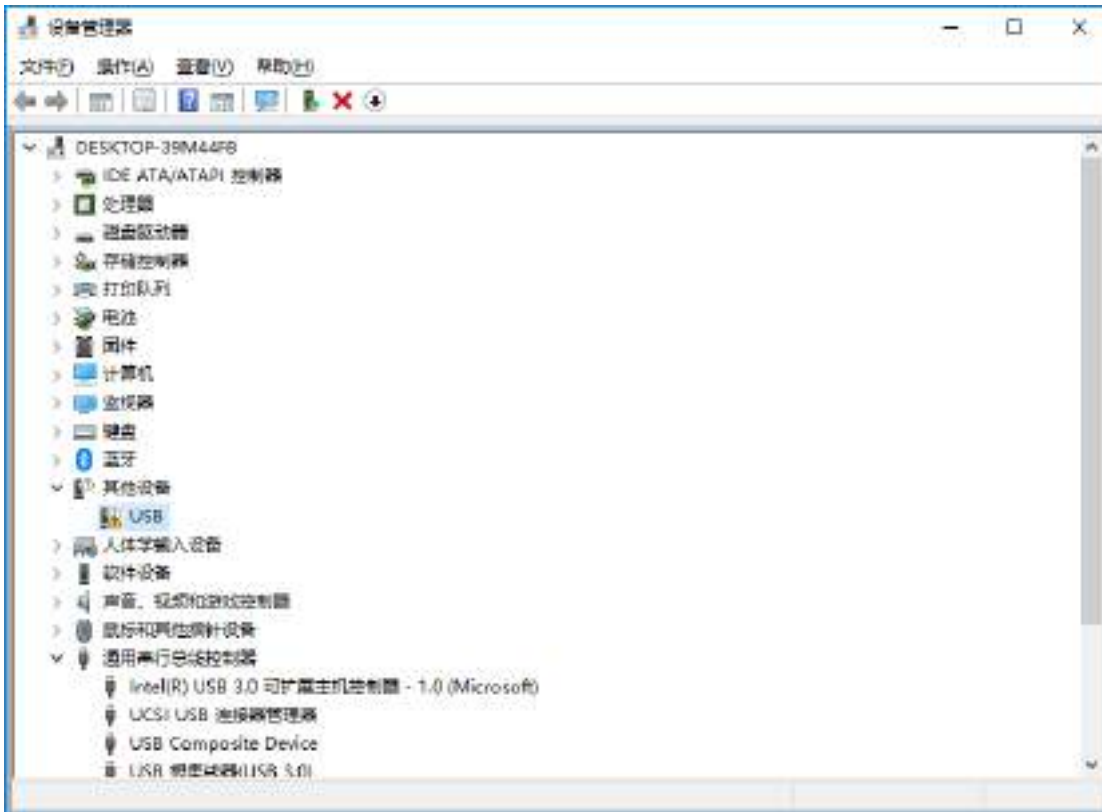 设备管理器
文件(F) 操作(A) 查看(V) 帮助(H)
DESKTOP-39M44FB
IDE ATA/ATAPI 控制器
处理器
磁盘驱动器
存储控制器
打印队列
电池
固件
计算机
监视器
键盘
蓝牙
其他设备
USB
人体学输入设备
软件设备
声音、视频和游戏控制器
鼠标和其他指针设备
通用串行总线控制器
Intel(R) USB 3.0 可扩展主机控制器 - 1.0 (Microsoft)
UCSI USB 连接器管理器
USB Composite Device
USB 根集线器(USB 3.0)